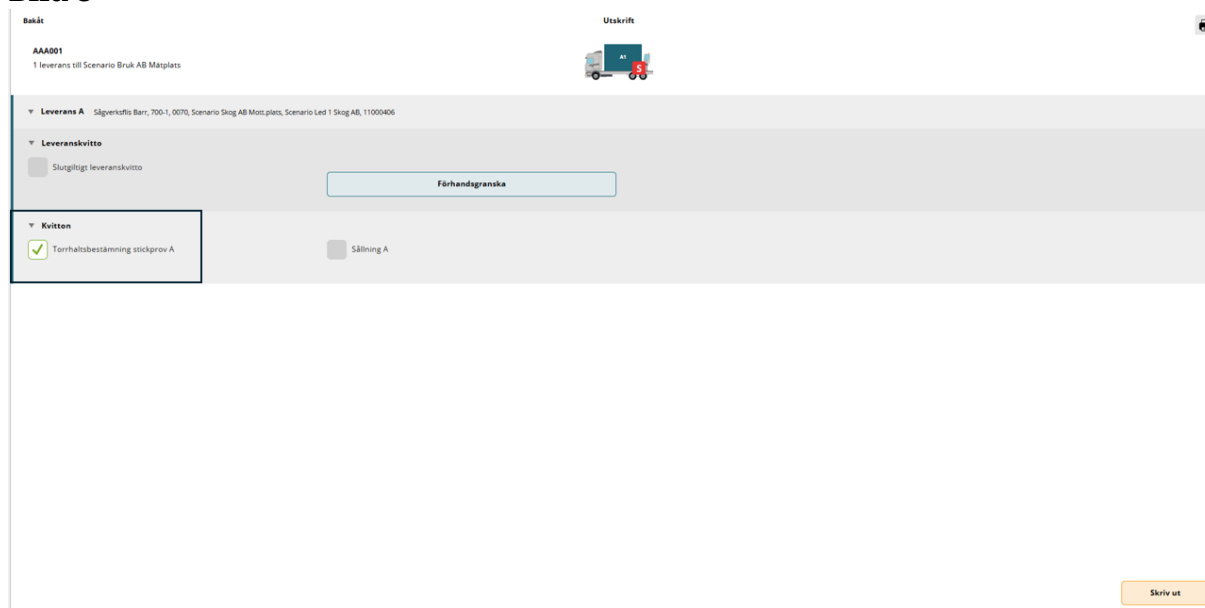 Bakåt
Utskrift
AAA001
1 leverans till Scenario Bruk AB Mätplats
A1
S
Leverans A Sågverksflis Barr, 700-1, 0070, Scenario Skog AB Mott.plats, Scenario Led 1 Skog AB, 11000406
Leveranskvitto
Slutgiltigt leveranskvitto
Förhandsgranska
Kvitton
Torrhaltsbestämning stickprov A
Sållning A
Skriv ut